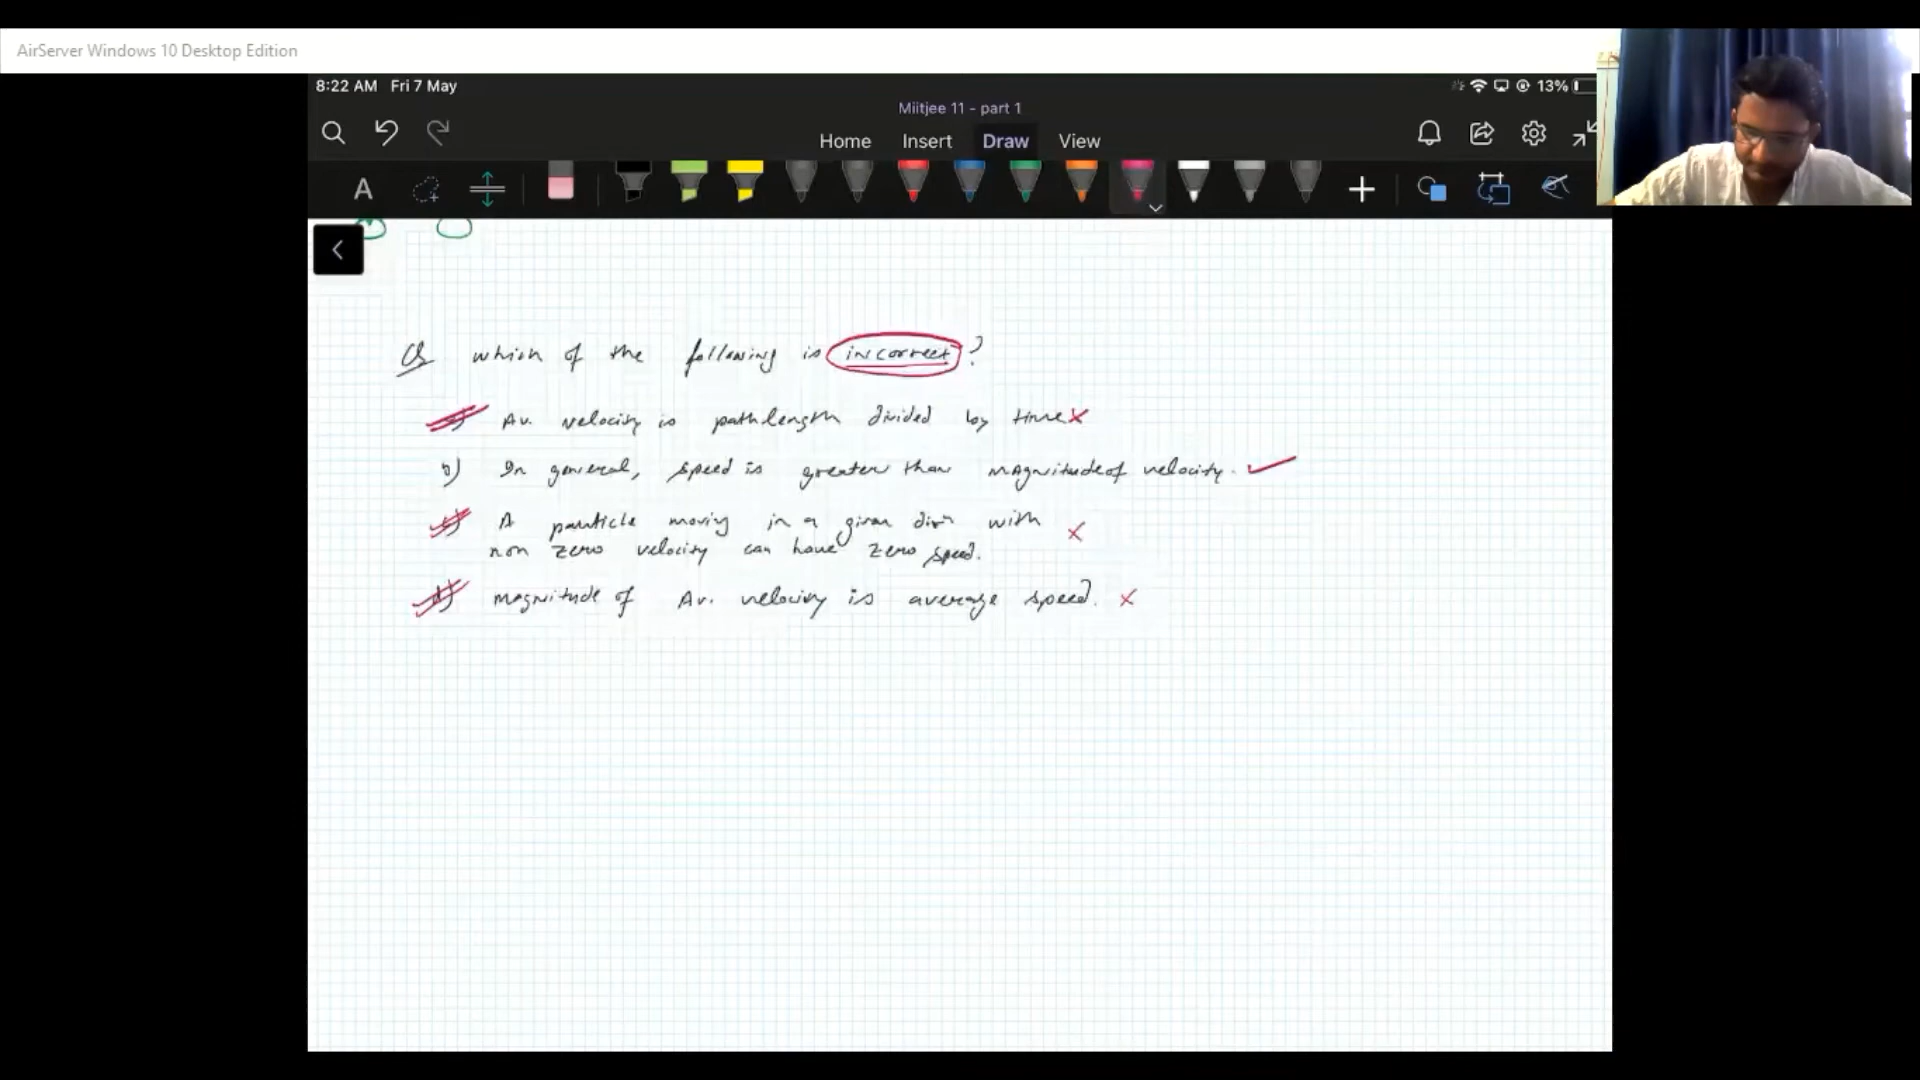 AirServer Windows 10 Desktop Edition
8:22 AM Fri 7 May
13%
Miitjee 11 - part 1
Home Insert Draw View
A
Q which of the following is incorrect?
a) Av. velocity is pathlength divided by time x
b) In general, speed is greater than magnitude of velocity. ✓
c) A particle moving in a given dirn with x
non zero velocity can have zero speed.
d) magnitude of Av. velocity is average speed. x